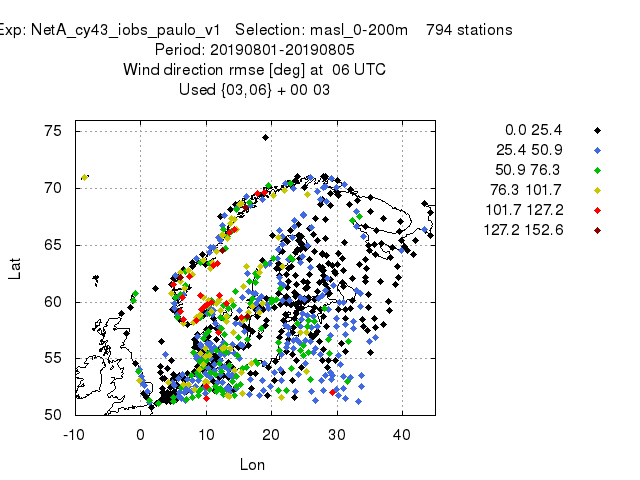 Exp: NetA_cy43_iobs_paulo_v1 Selection: masl_0-200m 794 stations
Period: 20190801-20190805
Wind direction rmse [deg] at 06 UTC
Used {03,06} + 00 03
0.0 25.4
25.4 50.9
50.9 76.3
76.3 101.7
101.7 127.2
127.2 152.6
75
70
65
60
55
50
Lat
-10 0 10 20 30 40
Lon